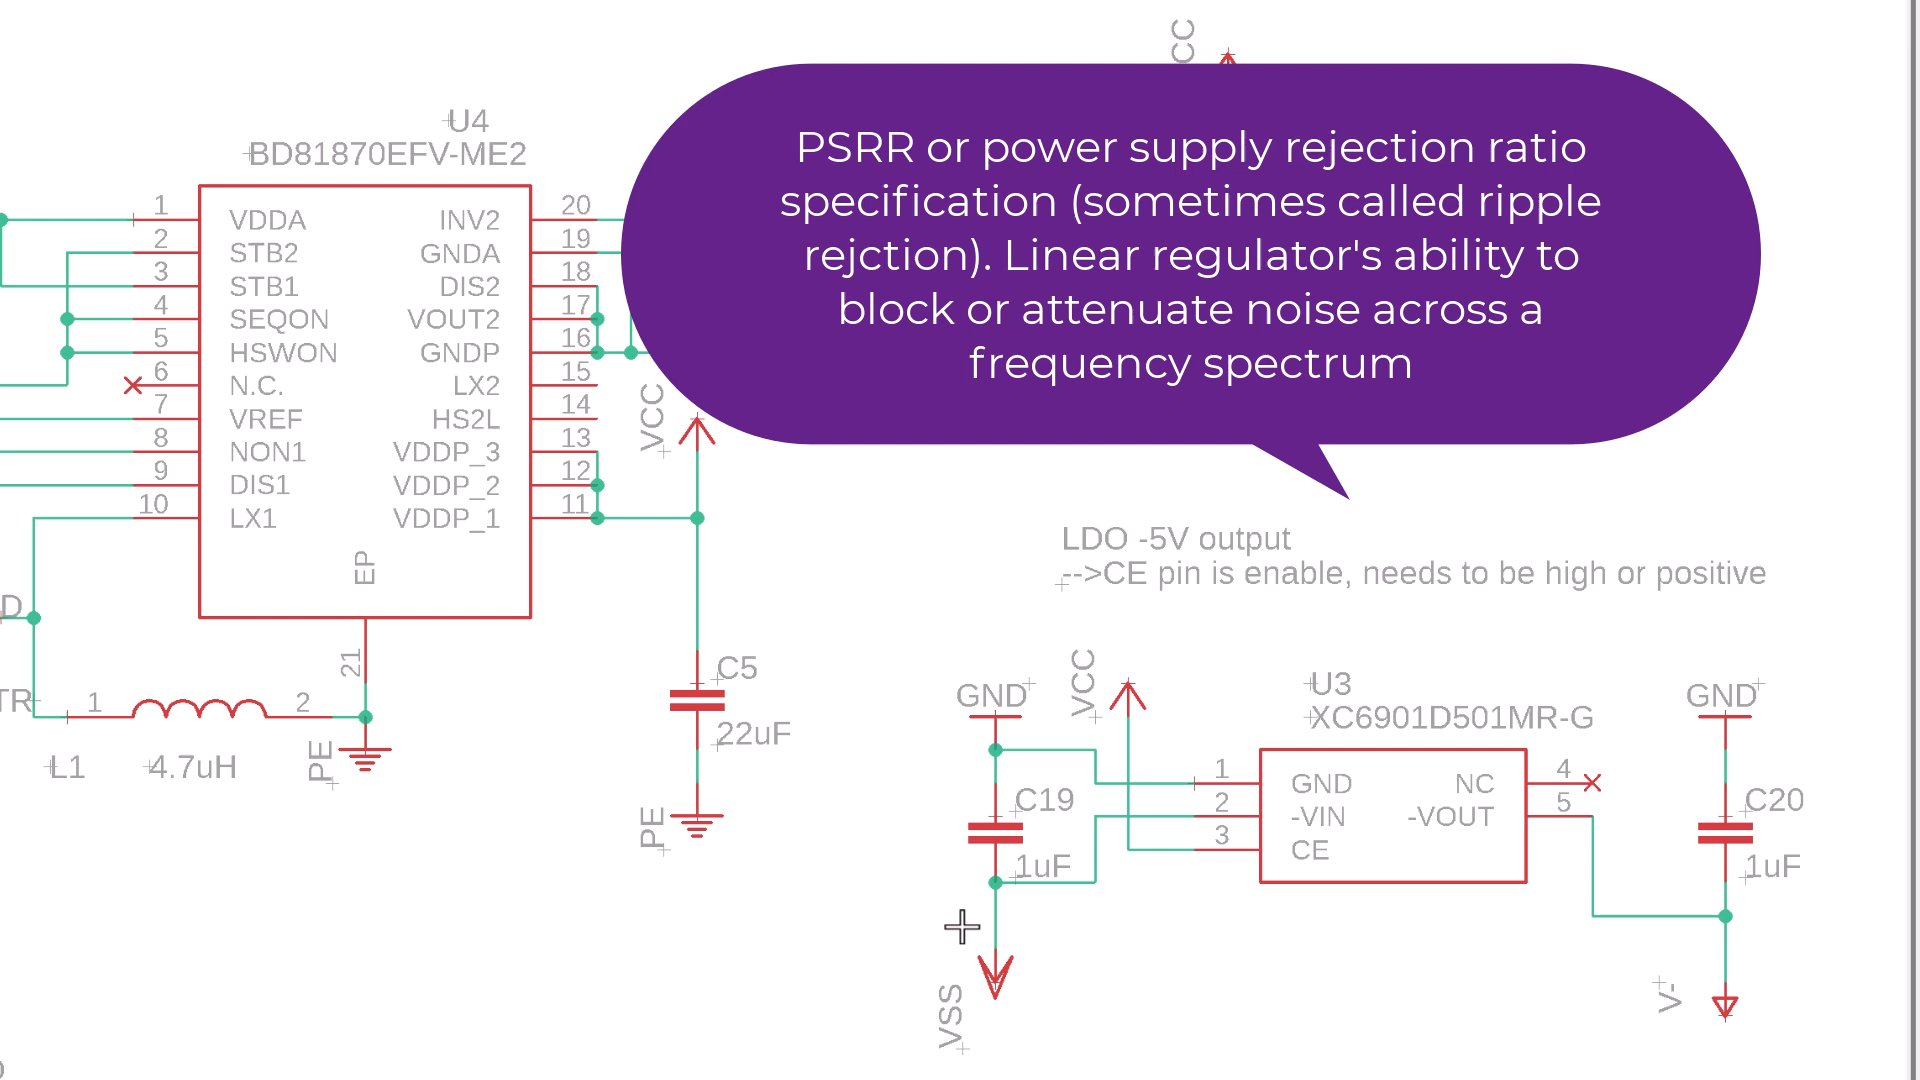 CC
PSRR or power supply rejection ratio
specification (sometimes called ripple
rejction). Linear regulator's ability to
block or attenuate noise across a
frequency spectrum
U4
BD81870EFV-ME2
1 VDDA INV2 20
2 STB2 GNDA 19
3 STB1 DIS2 18
4 SEQON VOUT2 17
5 HSWON GNDP 16
6 N.C. LX2 15
7 VREF HS2L 14
8 NON1 VDDP_3 13
9 DIS1 VDDP_2 12
10 LX1 VDDP_1 11
EP
21
VCC
D
TR
1 2
L1 4.7uH
PE
C5
22uF
PE
LDO -5V output
-->CE pin is enable, needs to be high or positive
GND
VCC
U3
XC6901D501MR-G
GND
1 GND NC 4
2 -VIN -VOUT 5
3 CE
C19
1uF
C20
1uF
VSS
V-